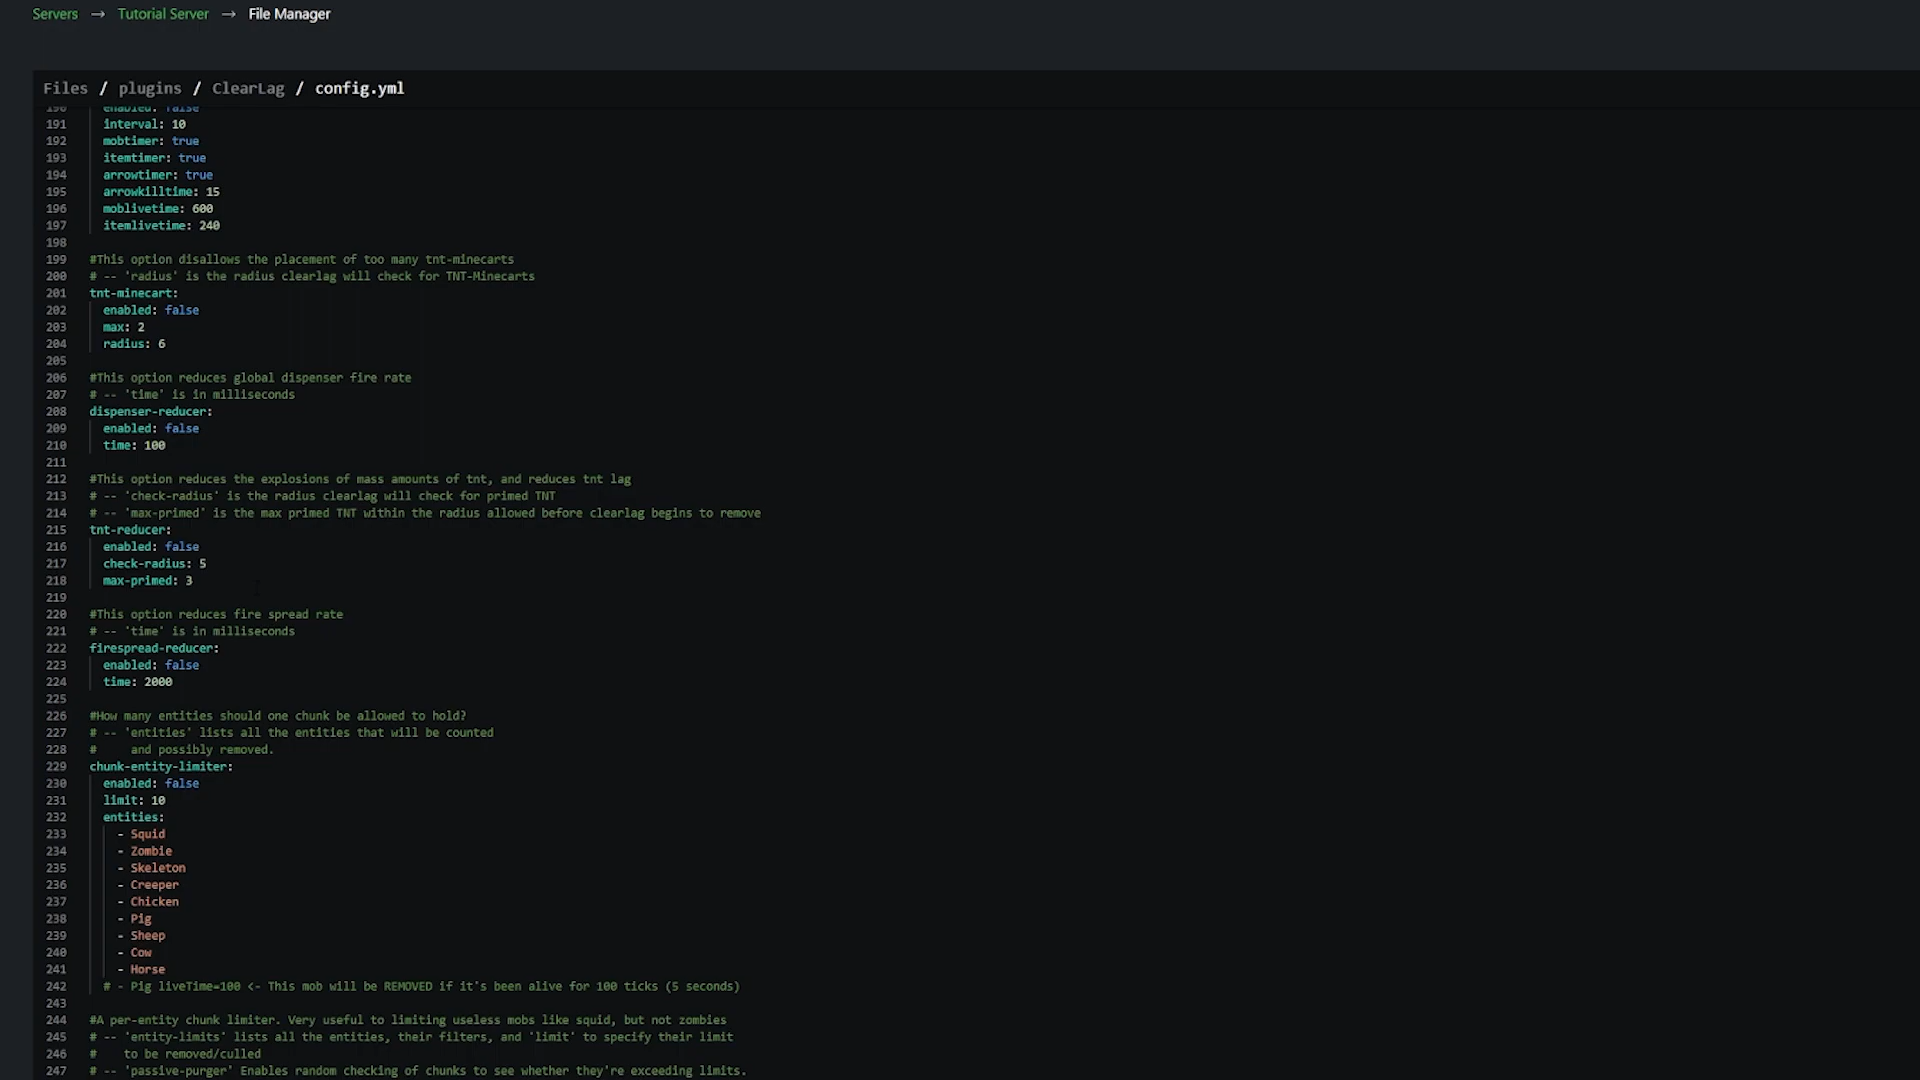 Servers → Tutorial Server → File Manager
Files / plugins / ClearLag / config.yml
190 enabled: false
191 interval: 10
192 mobtimer: true
193 itemtimer: true
194 arrowtimer: true
195 arrowkilltime: 15
196 moblivetime: 600
197 itemlivetime: 240
198
199 #This option disallows the placement of too many tnt-minecarts
200 # -- 'radius' is the radius clearlag will check for TNT-Minecarts
201 tnt-minecart:
202 enabled: false
203 max: 2
204 radius: 6
205
206 #This option reduces global dispenser fire rate
207 # -- 'time' is in milliseconds
208 dispenser-reducer:
209 enabled: false
210 time: 100
211
212 #This option reduces the explosions of mass amounts of tnt, and reduces tnt lag
213 # -- 'check-radius' is the radius clearlag will check for primed TNT
214 # -- 'max-primed' is the max primed TNT within the radius allowed before clearlag begins to remove
215 tnt-reducer:
216 enabled: false
217 check-radius: 5
218 max-primed: 3
219
220 #This option reduces fire spread rate
221 # -- 'time' is in milliseconds
222 firespread-reducer:
223 enabled: false
224 time: 2000
225
226 #How many entities should one chunk be allowed to hold?
227 # -- 'entities' lists all the entities that will be counted
228 # and possibly removed.
229 chunk-entity-limiter:
230 enabled: false
231 limit: 10
232 entities:
233 - Squid
234 - Zombie
235 - Skeleton
236 - Creeper
237 - Chicken
238 - Pig
239 - Sheep
240 - Cow
241 - Horse
242 # - Pig liveTime=100 <- This mob will be REMOVED if it's been alive for 100 ticks (5 seconds)
243
244 #A per-entity chunk limiter. Very useful to limiting useless mobs like squid, but not zombies
245 # -- 'entity-limits' lists all the entities, their filters, and 'limit' to specify their limit
246 # to be removed/culled
247 # -- 'passive-purger' Enables random checking of chunks to see whether they're exceeding limits.